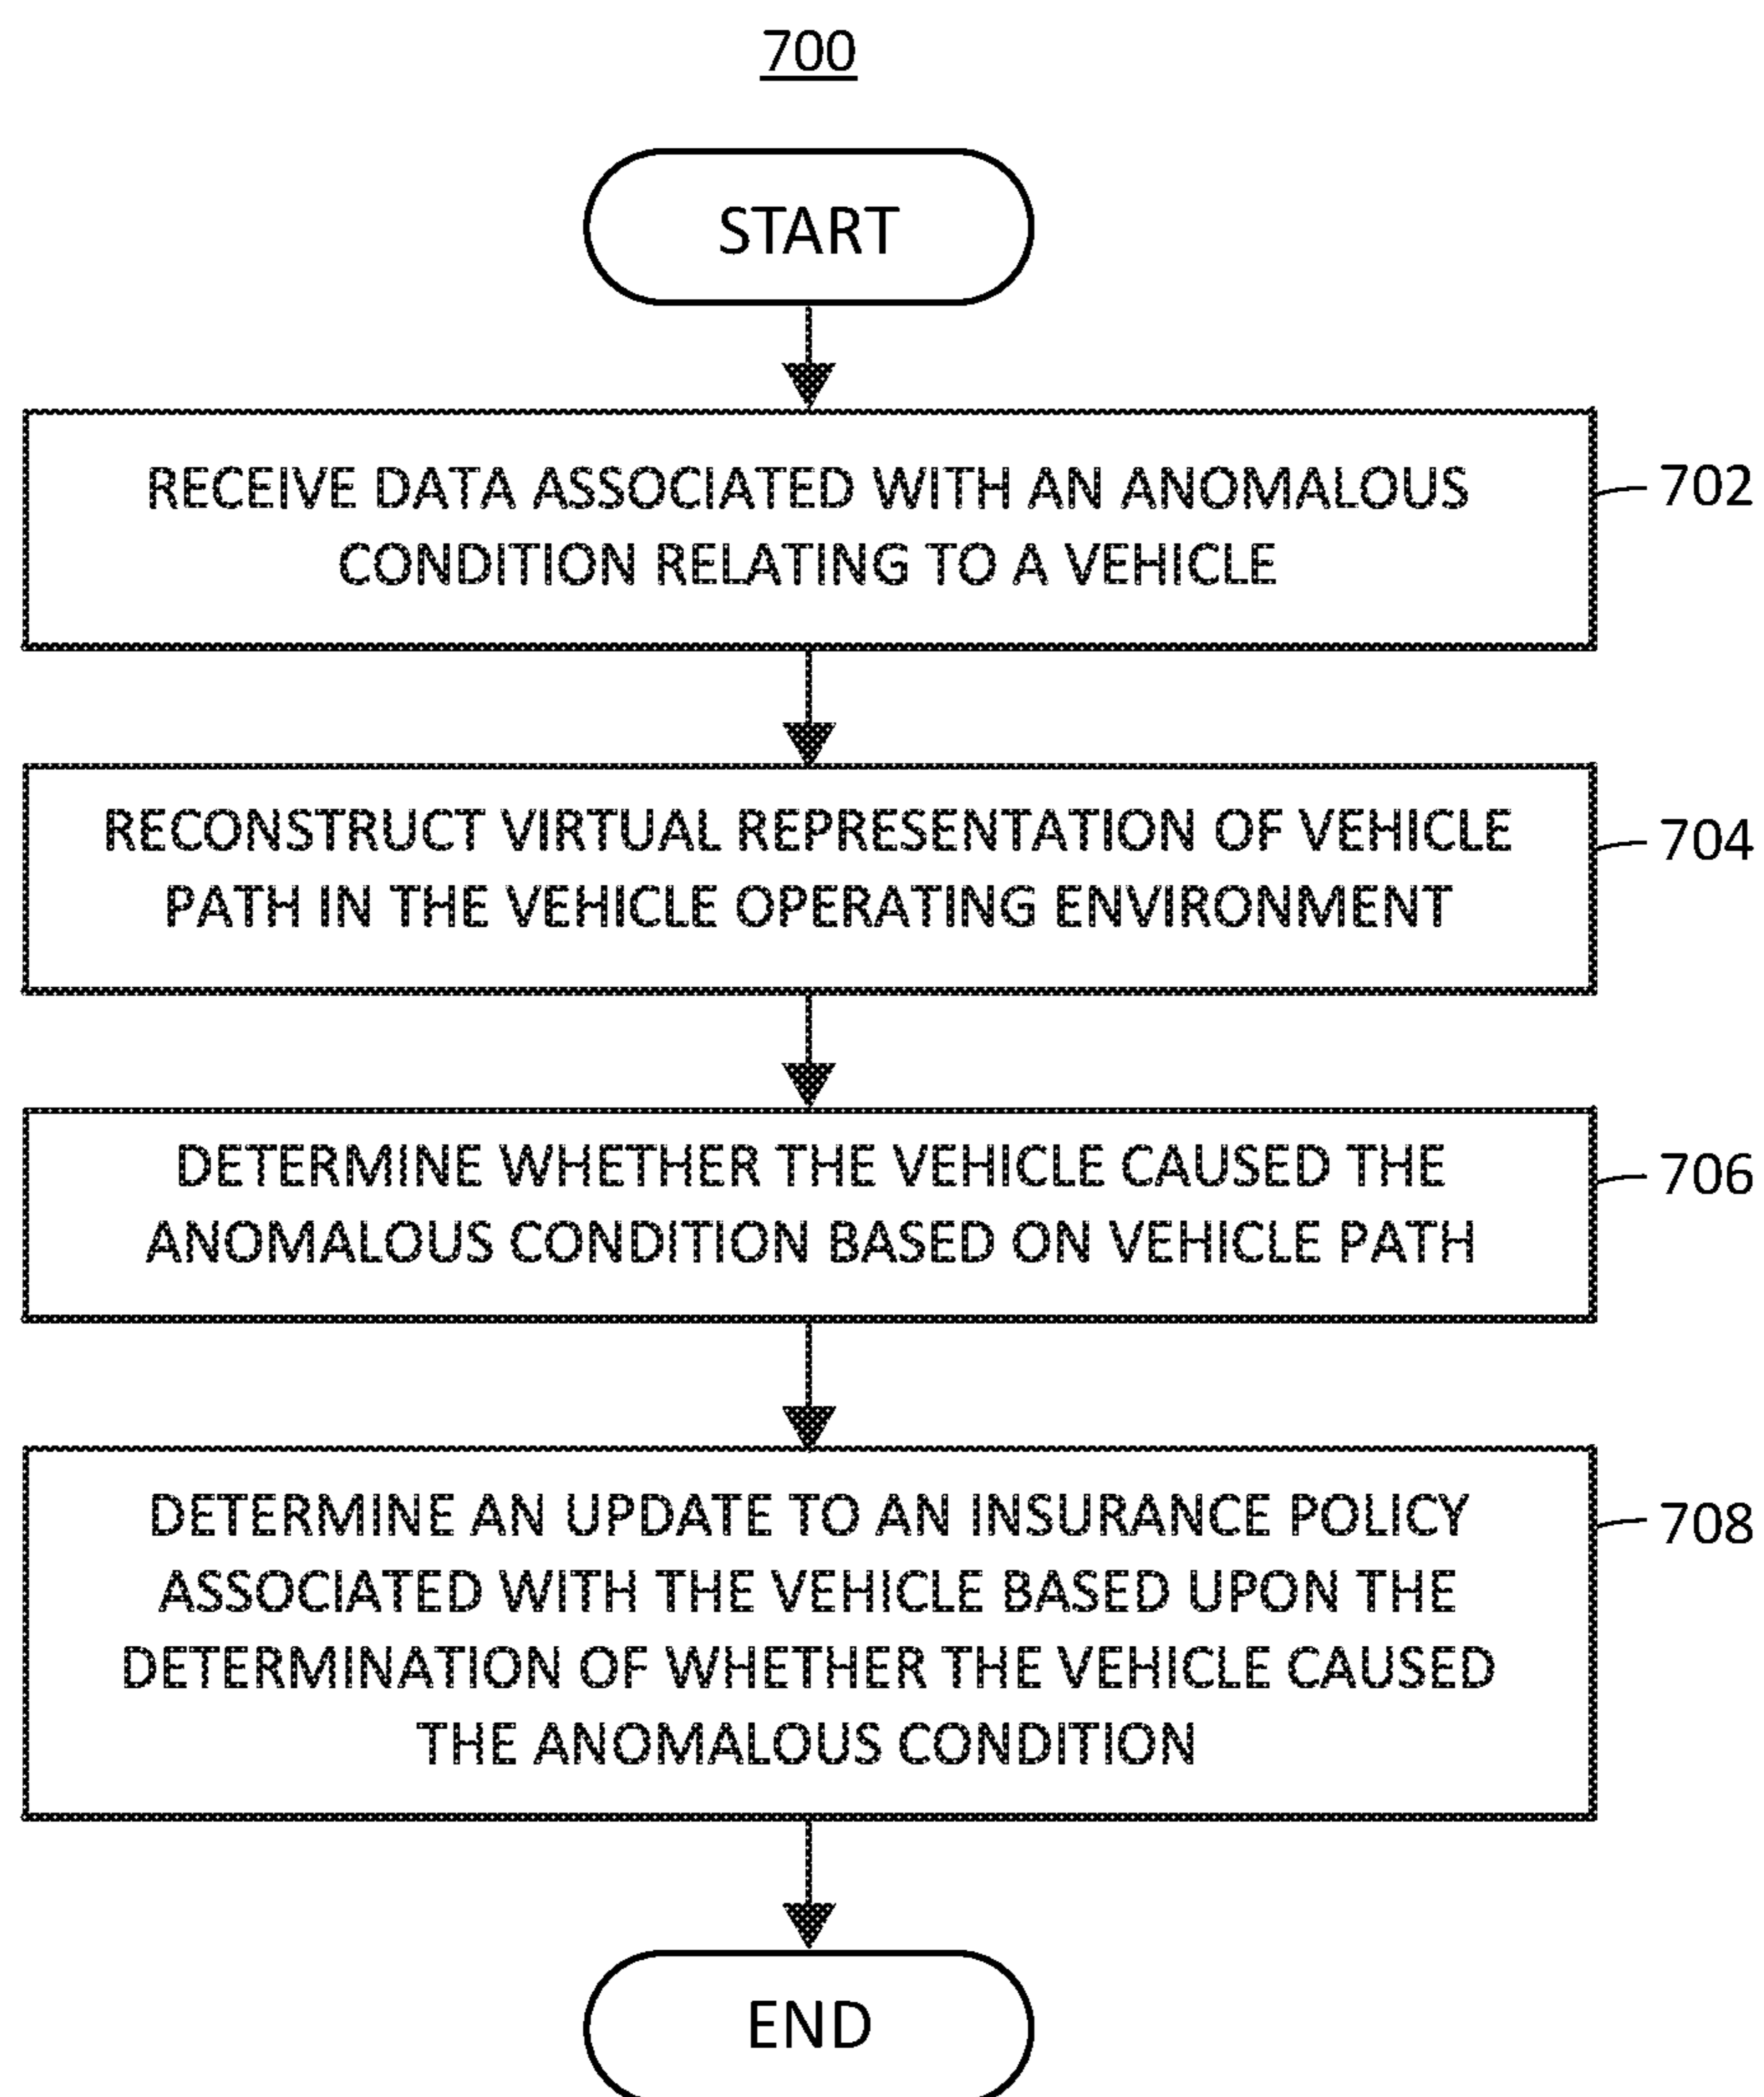 700
START
RECEIVE DATA ASSOCIATED WITH AN ANOMALOUS
CONDITION RELATING TO A VEHICLE
702
RECONSTRUCT VIRTUAL REPRESENTATION OF VEHICLE
PATH IN THE VEHICLE OPERATING ENVIRONMENT
704
DETERMINE WHETHER THE VEHICLE CAUSED THE
ANOMALOUS CONDITION BASED ON VEHICLE PATH
706
DETERMINE AN UPDATE TO AN INSURANCE POLICY
ASSOCIATED WITH THE VEHICLE BASED UPON THE
DETERMINATION OF WHETHER THE VEHICLE CAUSED
THE ANOMALOUS CONDITION
708
END